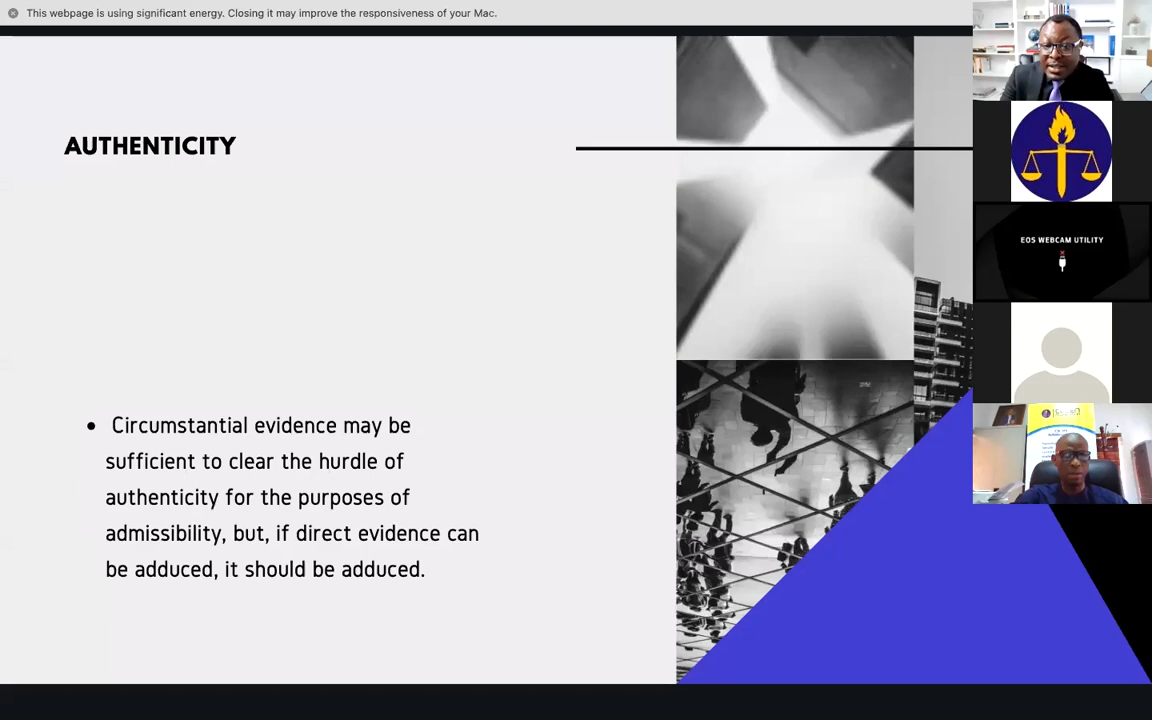 This webpage is using significant energy. Closing it may improve the responsiveness of your Mac.
AUTHENTICITY
EOS WEBCAM UTILITY
• Circumstantial evidence may be
sufficient to clear the hurdle of
authenticity for the purposes of
admissibility, but, if direct evidence can
be adduced, it should be adduced.